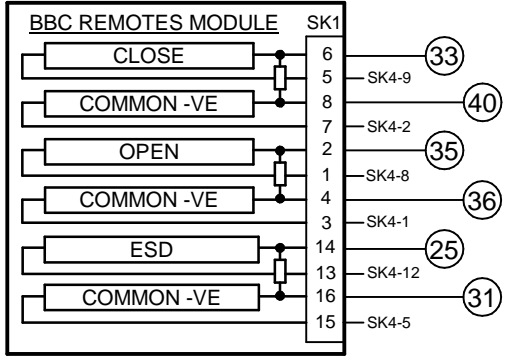 BBC REMOTES MODULE SK1
CLOSE 6 33
5 SK4-9
COMMON -VE 8 40
7 SK4-2
OPEN 2 35
1 SK4-8
COMMON -VE 4 36
3 SK4-1
ESD 14 25
13 SK4-12
COMMON -VE 16 31
15 SK4-5